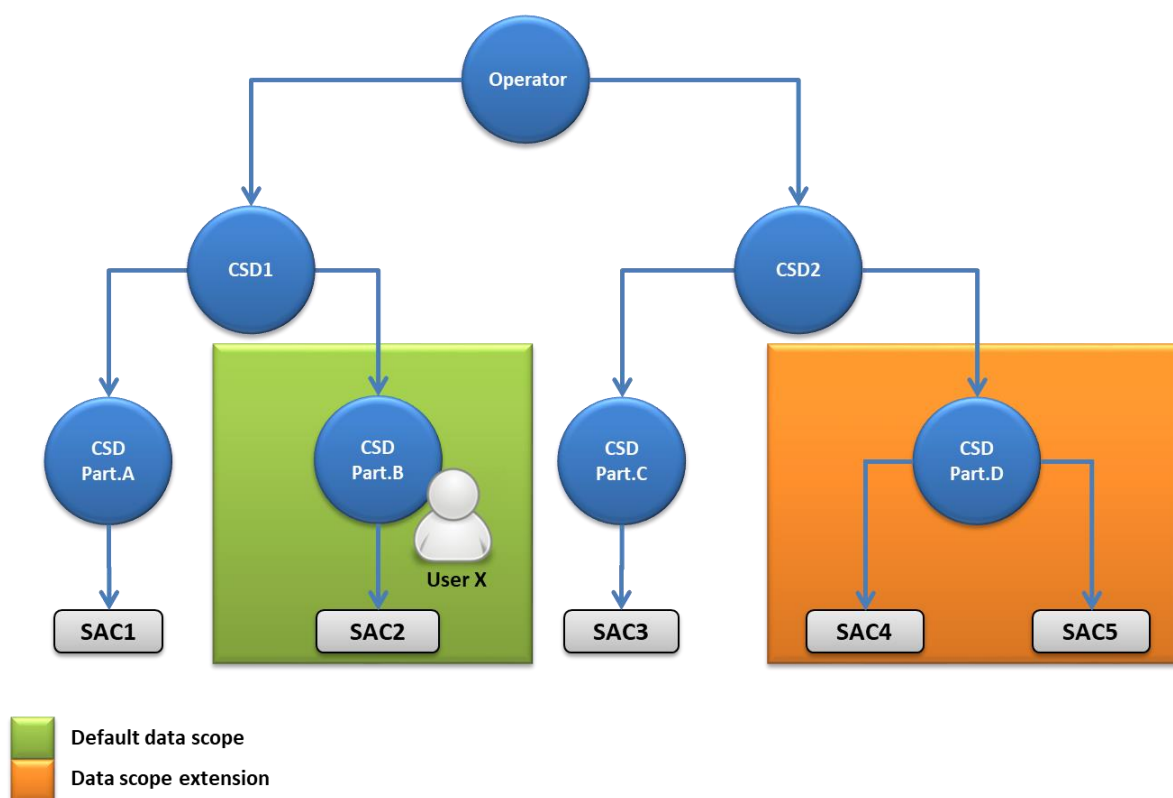 Operator
CSD1
CSD2
CSD
Part.A
CSD
Part.B
CSD
Part.C
CSD
Part.D
User X
SAC1
SAC2
SAC3
SAC4
SAC5
Default data scope
Data scope extension